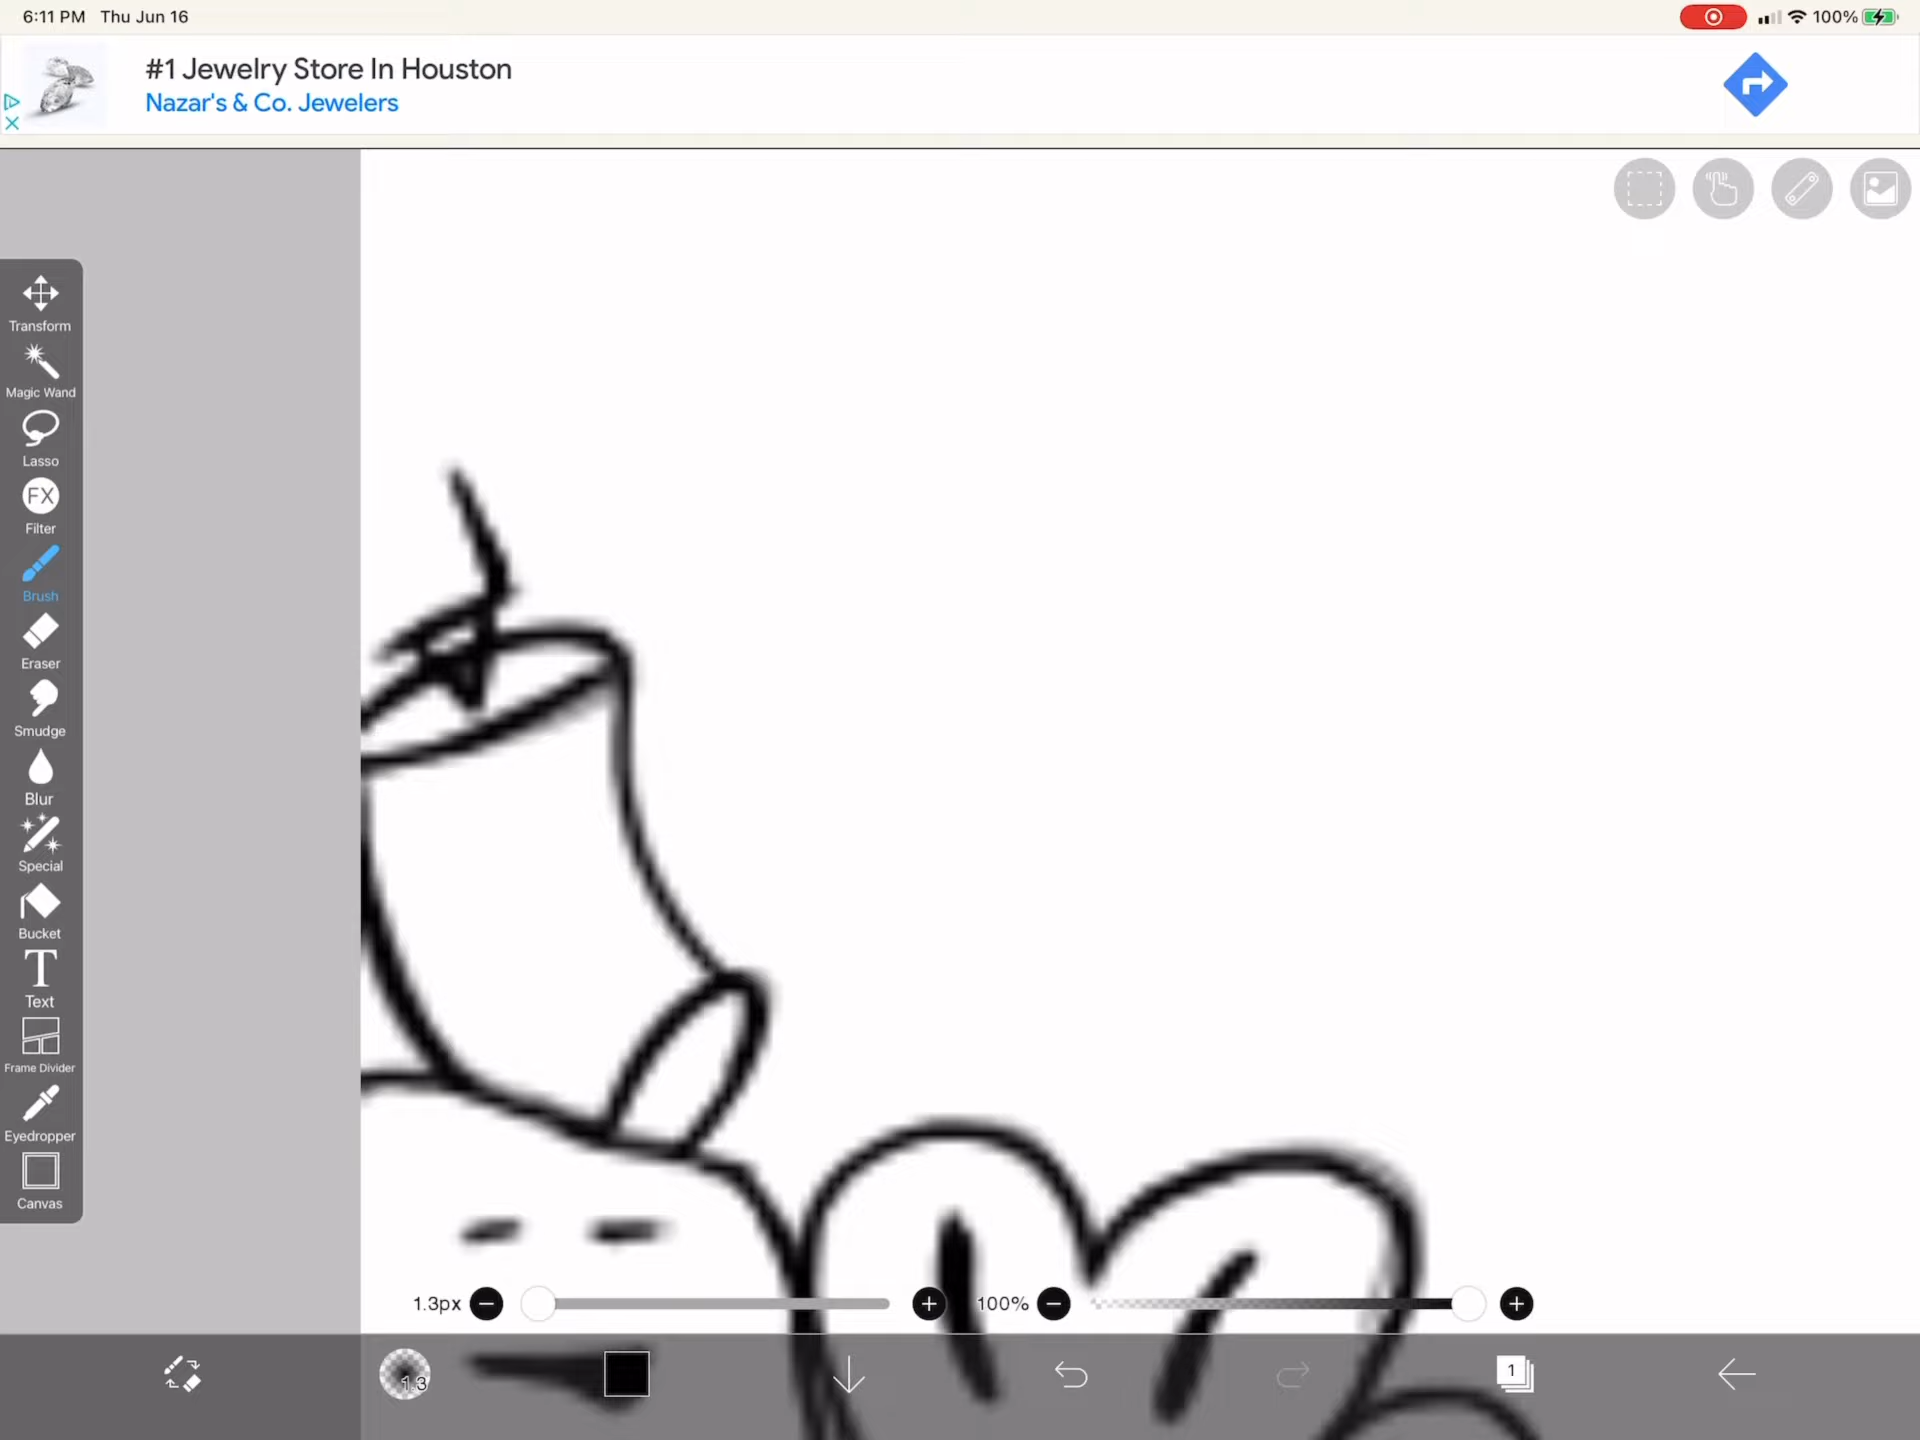 6:11 PM Thu Jun 16
100%
#1 Jewelry Store In Houston
Nazar's & Co. Jewelers
Transform
Magic Wand
Lasso
FX
Filter
Brush
Eraser
Smudge
Blur
Special
Bucket
T
Text
Frame Divider
Eyedropper
Canvas
1.3px
100%
1.3
1